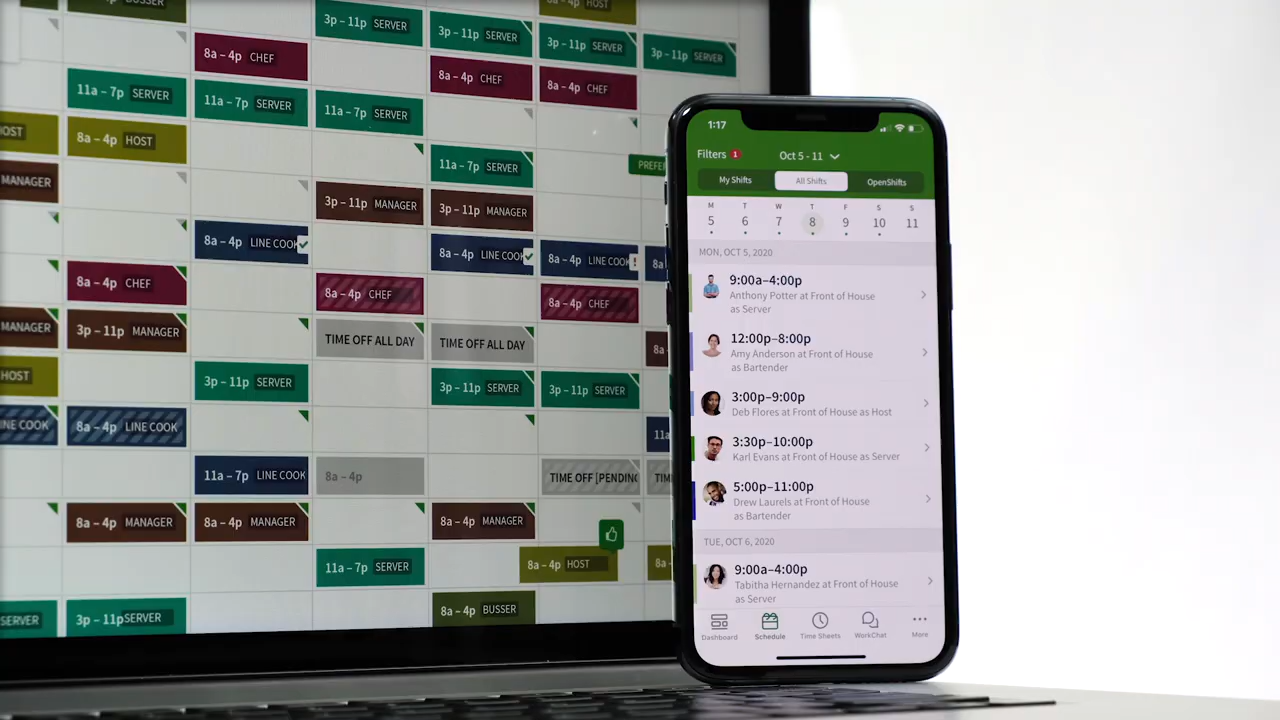 BUSSER
3p – 11p SERVER
3p – 11p SERVER
HOST
3p – 11p SERVER
3p – 11p SERVER
8a – 4p CHEF
8a – 4p CHEF
8a – 4p CHEF
11a – 7p SERVER
11a – 7p SERVER
11a – 7p SERVER
HOST
8a – 4p HOST
11a – 7p SERVER
PREFE
MANAGER
3p – 11p MANAGER
3p – 11p MANAGER
8a – 4p LINE COOK
8a – 4p LINE COOK
8a – 4p LINE COOK
8a
8a – 4p CHEF
8a – 4p CHEF
8a – 4p CHEF
MANAGER
3p – 11p MANAGER
TIME OFF ALL DAY
TIME OFF ALL DAY
8a
HOST
3p – 11p SERVER
3p – 11p SERVER
3p – 11p SERVER
LINE COOK
8a – 4p LINE COOK
11a
11a – 7p LINE COOK
8a – 4p
TIME OFF [PENDING
TIM
8a – 4p MANAGER
8a – 4p MANAGER
8a – 4p MANAGER
11a – 7p SERVER
8a – 4p HOST
8a–
SERVER
3p – 11p SERVER
8a – 4p BUSSER
1:17
Filters 1
Oct 5 - 11
My Shifts
All Shifts
OpenShifts
M T W T F S S
5 6 7 8 9 10 11
MON, OCT 5, 2020
9:00a–4:00p
Anthony Potter at Front of House
as Server
12:00p–8:00p
Amy Anderson at Front of House
as Bartender
3:00p–9:00p
Deb Flores at Front of House as Host
3:30p–10:00p
Karl Evans at Front of House as Server
5:00p–11:00p
Drew Laurels at Front of House
as Bartender
TUE, OCT 6, 2020
9:00a–4:00p
Tabitha Hernandez at Front of House
as Server
Dashboard
Schedule
Time Sheets
WorkChat
More